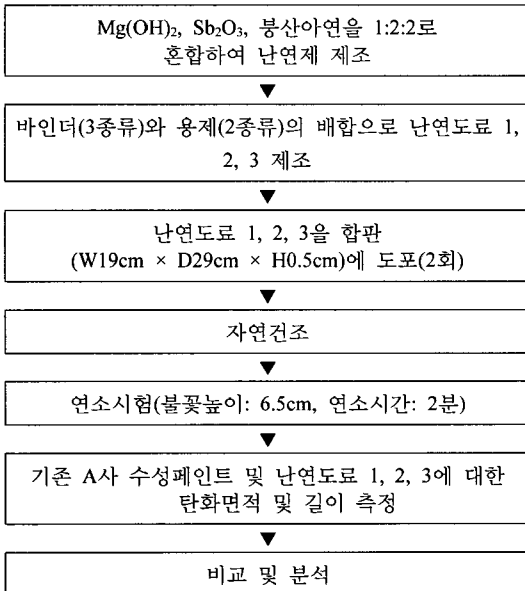 Mg(OH)₂, Sb₂O₃, 붕산아연을 1:2:2로
혼합하여 난연제 제조
▼
바인더(3종류)와 용제(2종류)의 배합으로 난연도료 1,
2, 3 제조
▼
난연도료 1, 2, 3을 합판
(W19cm × D29cm × H0.5cm)에 도포(2회)
▼
자연건조
▼
연소시험(불꽃높이: 6.5cm, 연소시간: 2분)
▼
기존 A사 수성페인트 및 난연도료 1, 2, 3에 대한
탄화면적 및 길이 측정
▼
비교 및 분석